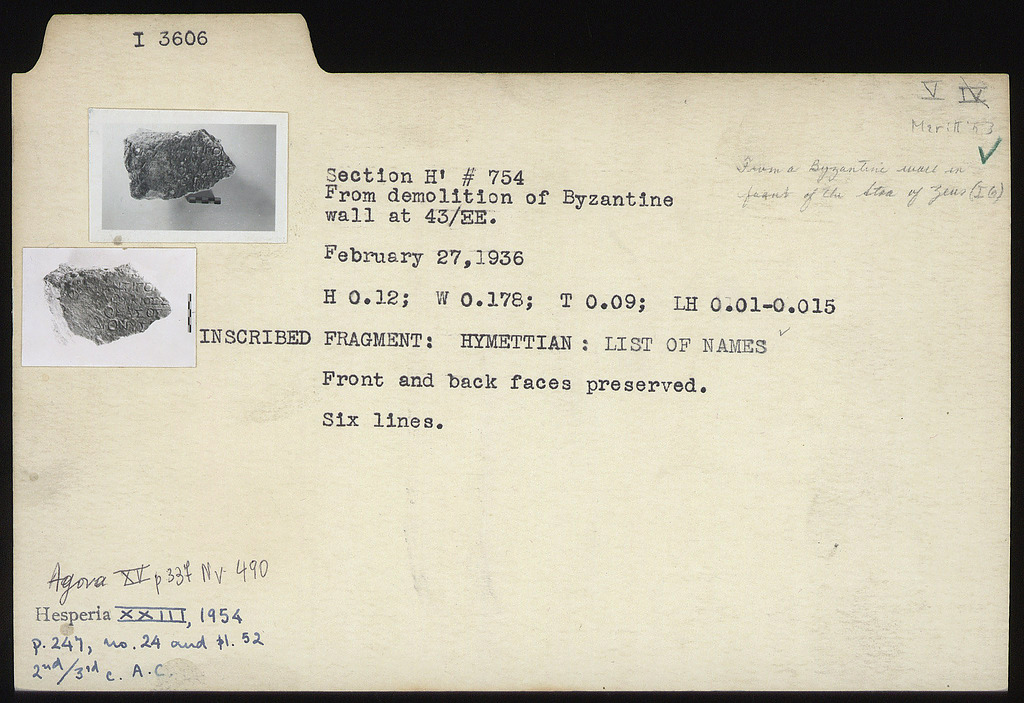 I 3606
V IV
Meritt '53
From a Byzantine wall in
front of the Stoa of Zeus (I 6)
Section H' # 754
From demolition of Byzantine
wall at 43/EE.
February 27,1936
H 0.12; W 0.178; T 0.09; LH 0.01-0.015
INSCRIBED FRAGMENT: HYMETTIAN: LIST OF NAMES
Front and back faces preserved.
Six lines.
Agora XV p 337 Nr 490
Hesperia XXIII, 1954
p. 247, no. 24 and pl. 52
2nd/3rd c. A.C.